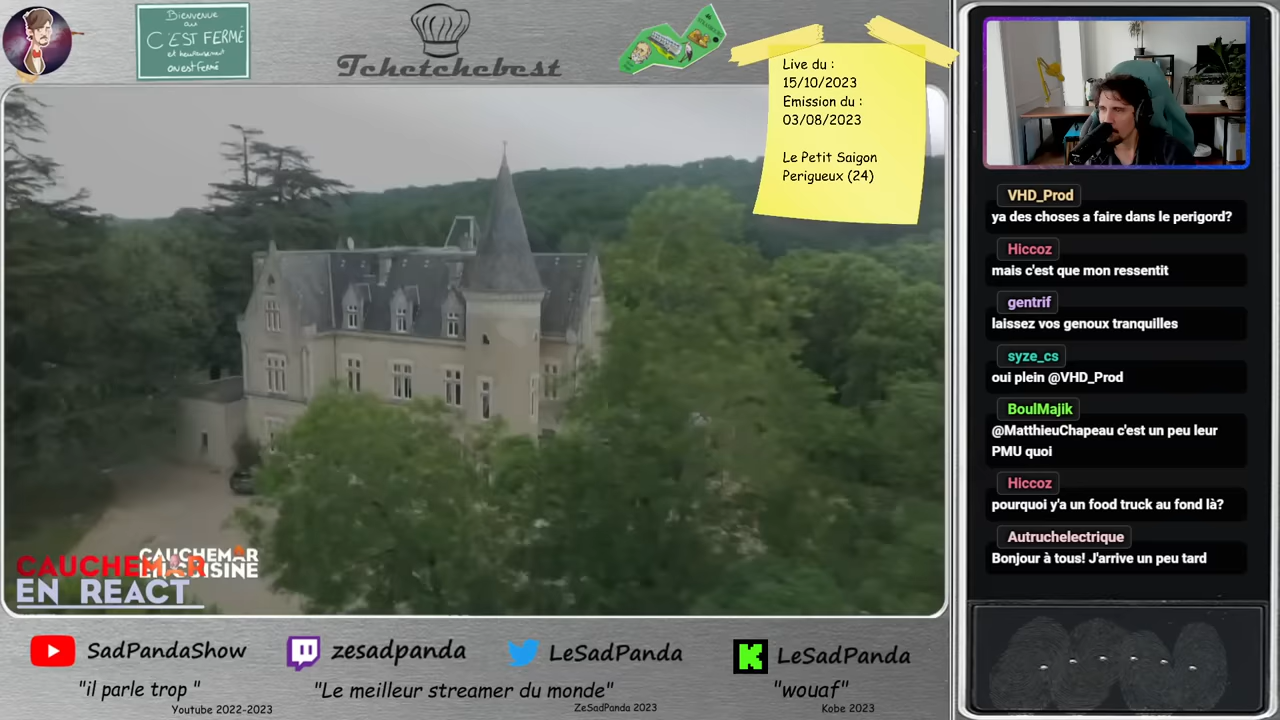 Bienvenue
au
C'EST FERMÉ
et heureusement
qu'on est fermé
Tchetchebest
Live du :
15/10/2023
Emission du :
03/08/2023
Le Petit Saigon
Perigueux (24)
VHD_Prod
ya des choses a faire dans le perigord?
Hiccoz
mais c'est que mon ressentit
gentrif
laissez vos genoux tranquilles
syze_cs
oui plein @VHD_Prod
BoulMajik
@MatthieuChapeau c'est un peu leur
PMU quoi
Hiccoz
pourquoi y'a un food truck au fond là?
Autruchelectrique
Bonjour à tous! J'arrive un peu tard
CAUCHEMAR
EN CUISINE
CAUCHEMAR
EN REACT
SadPandaShow
zesadpanda
LeSadPanda
LeSadPanda
"il parle trop "
Youtube 2022-2023
"Le meilleur streamer du monde"
ZeSadPanda 2023
"wouaf"
Kobe 2023